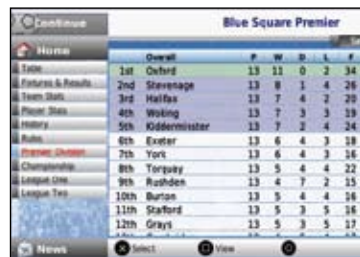 Continue
Blue Square Premier
Home
Table
Fixtures & Results
Team Stats
Player Stats
History
Rules
Premier Division
Championship
League One
League Two
News
Overall P W D L F
1st Oxford 13 11 0 2 34
2nd Stevenage 13 8 1 4 26
3rd Halifax 13 7 4 2 20
4th Woking 13 7 3 3 19
5th Kidderminster 13 7 2 4 24
6th Exeter 13 6 4 3 18
7th York 13 6 4 3 16
8th Torquay 13 5 4 4 22
9th Rushden 13 4 7 2 15
10th Burton 13 5 4 4 16
11th Stafford 13 5 3 5 16
12th Grays 13 5 3 5 17
Select
View